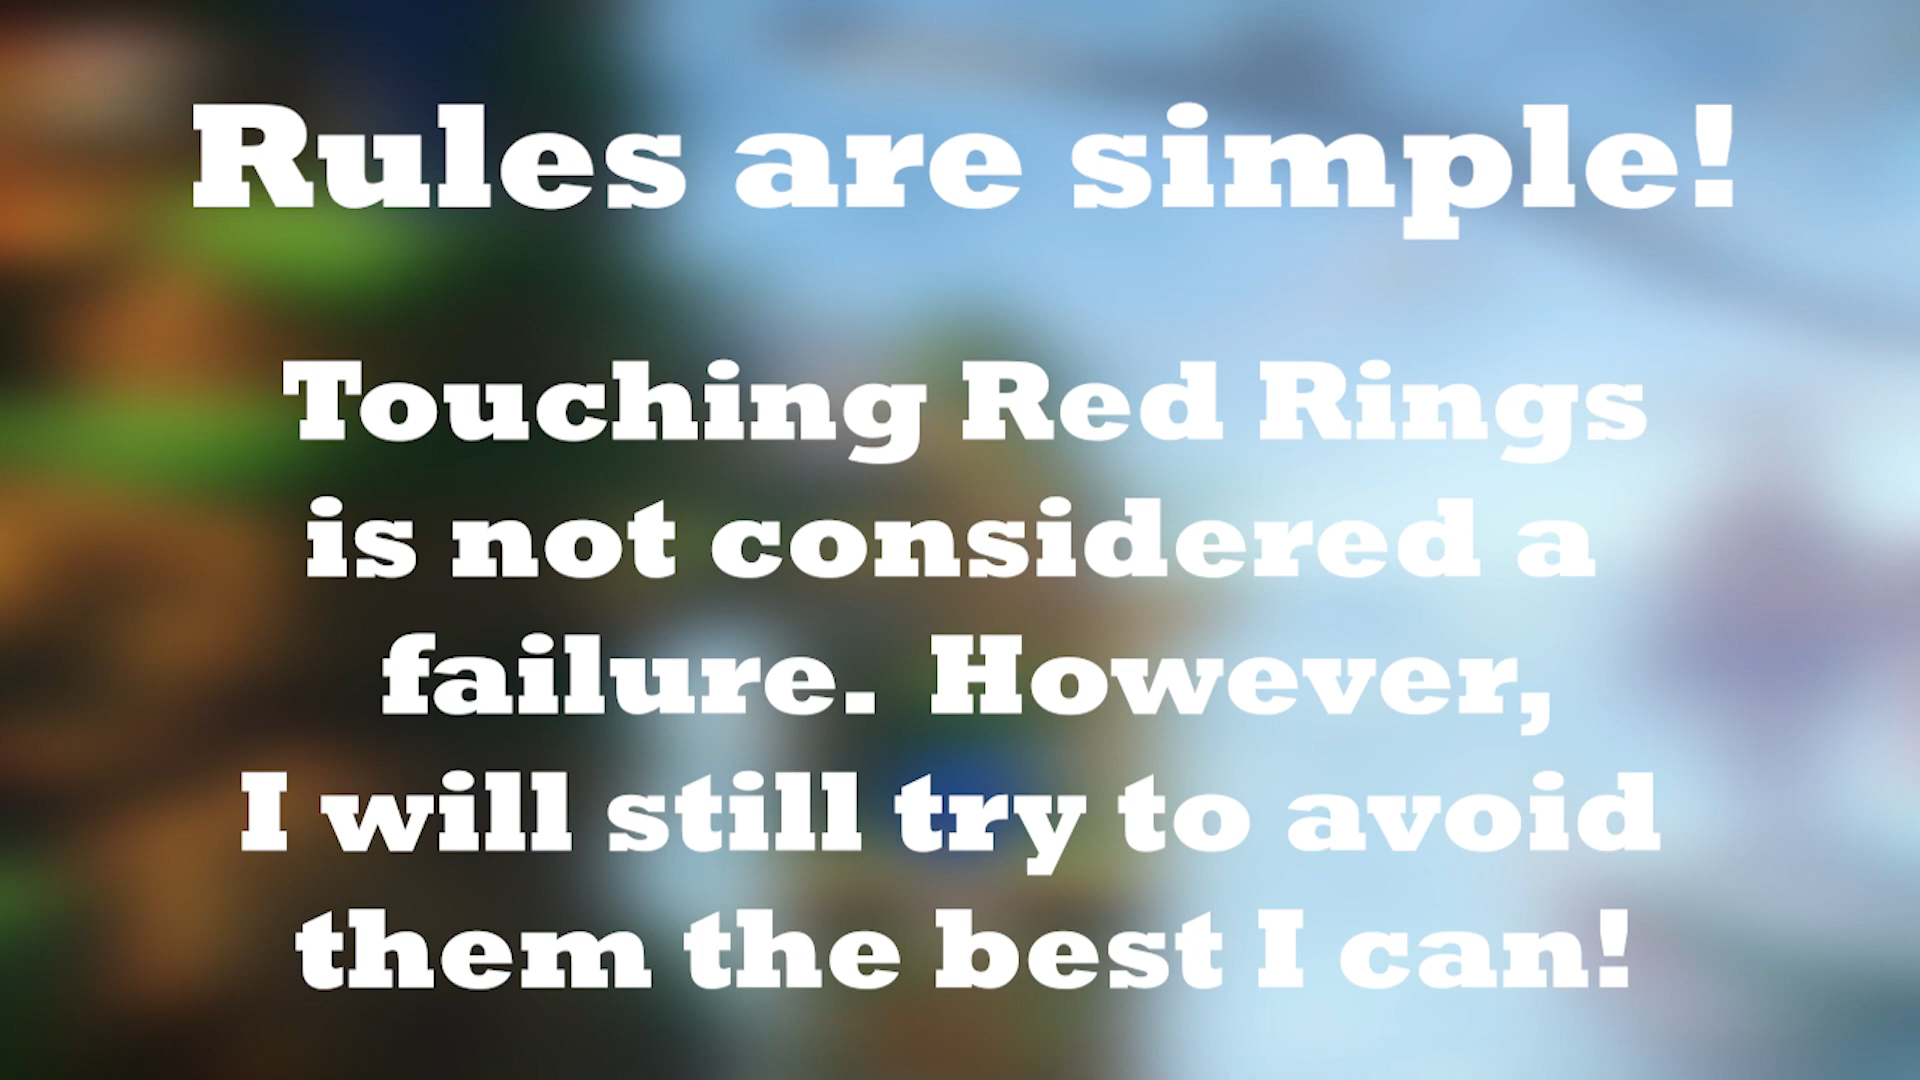 Rules are simple!
Touching Red Rings
is not considered a
failure. However,
I will still try to avoid
them the best I can!